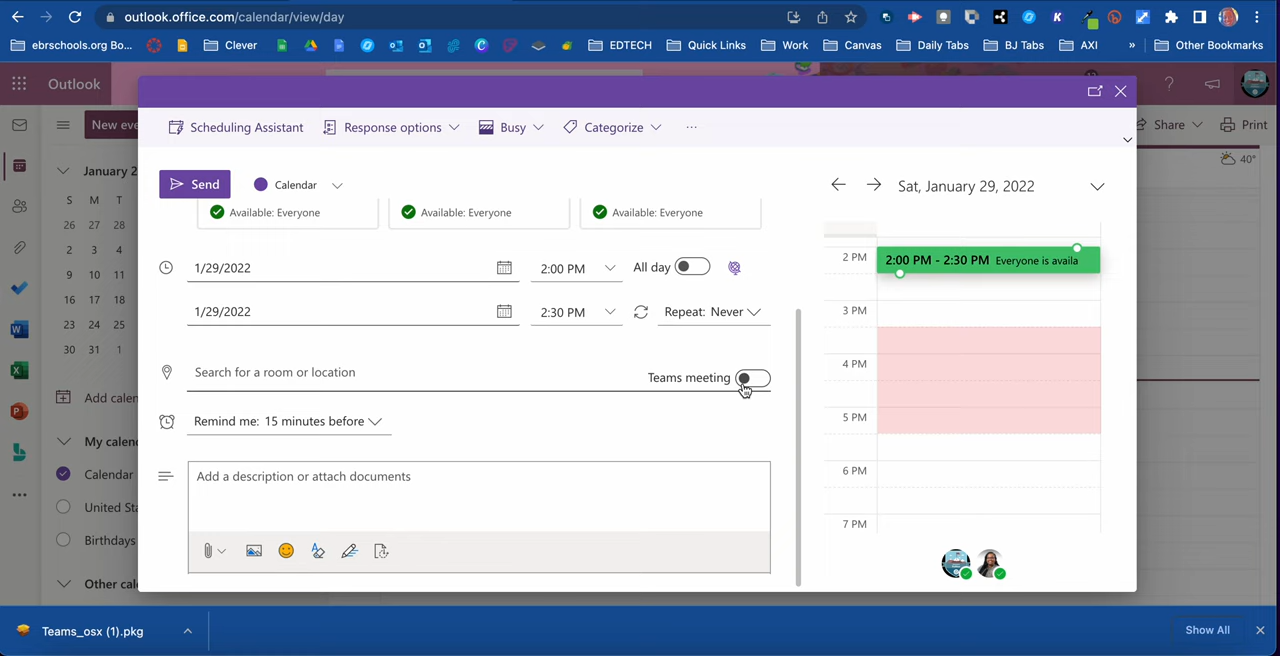 outlook.office.com/calendar/view/day
ebrschools.org Bo...
Clever
EDTECH
Quick Links
Work
Canvas
Daily Tabs
BJ Tabs
AXI
»
Other Bookmarks
Outlook
New eve
Share
Print
Scheduling Assistant
Response options
Busy
Categorize
...
January 2
40°
Send
Calendar
Sat, January 29, 2022
S M T
26 27 28
2 3 4
9 10 11
16 17 18
23 24 25
30 31 1
Available: Everyone
Available: Everyone
Available: Everyone
1/29/2022
2:00 PM
All day
1/29/2022
2:30 PM
Repeat: Never
2 PM
2:00 PM - 2:30 PM Everyone is availa
3 PM
4 PM
5 PM
6 PM
7 PM
Search for a room or location
Teams meeting
Remind me: 15 minutes before
Add a description or attach documents
Add calen
My calend
Calendar
United Sta
Birthdays
Other cale
Teams_osx (1).pkg
Show All